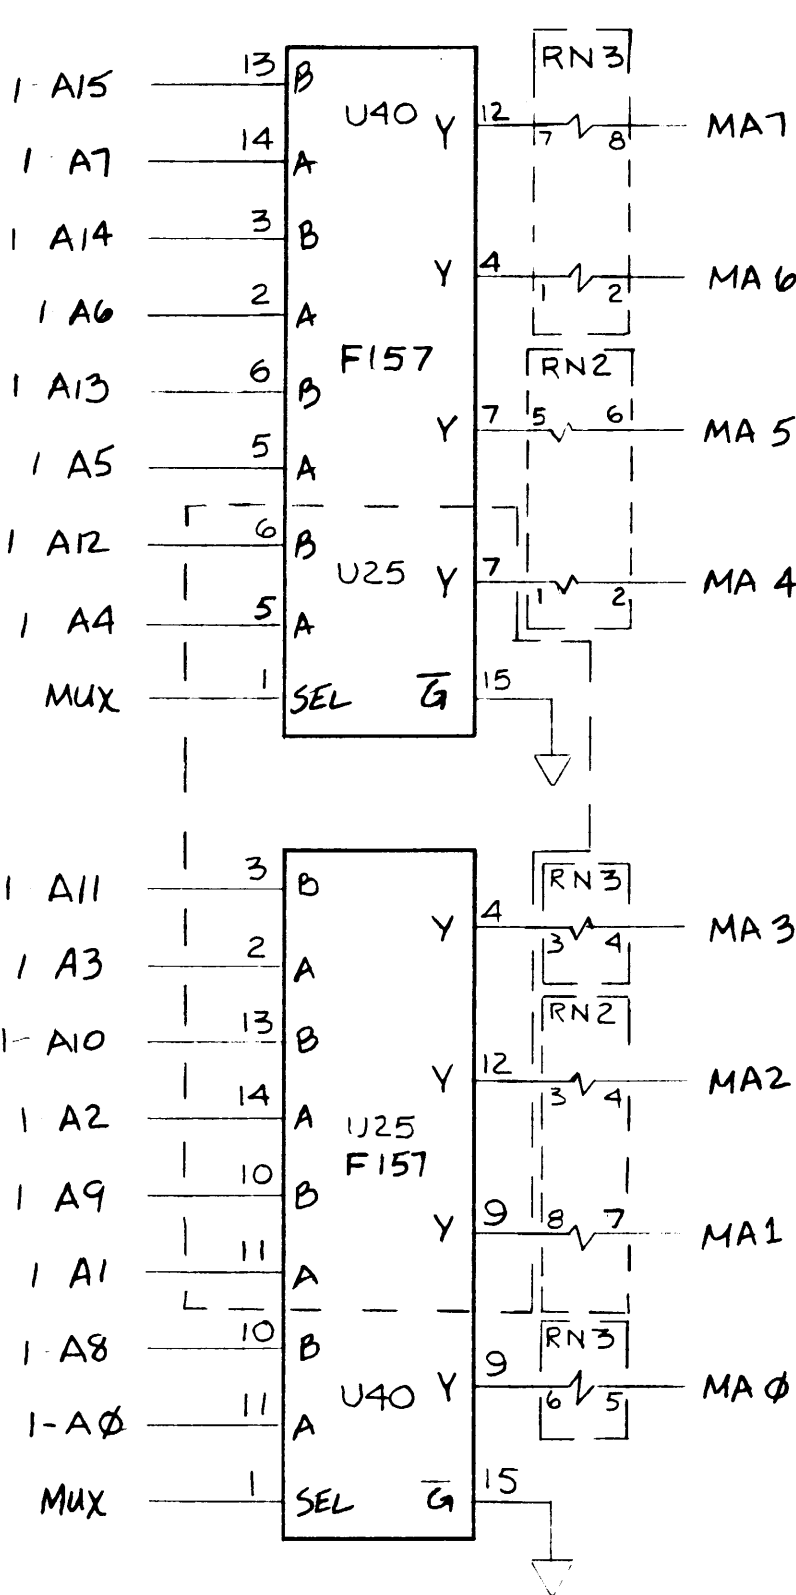 RN3
13 B
1 A15
U40 Y 12 7 8 MA7
14 A
1 A7
3 B
1 A14
Y 4 1 2 MA6
2 A
1 A6
F157
RN2
6 B
1 A13
Y 7 5 6 MA5
5 A
1 A5
6 B
1 A12
U25 Y 7 1 2 MA4
5 A
1 A4
MUX 1 SEL G 15
3 B
1 A11
RN3
Y 4 3 4 MA3
2 A
1 A3
RN2
13 B
1- A10
Y 12 3 4 MA2
14 A
1 A2
U25
F157
10 B
1 A9
Y 9 8 7 MA1
11 A
1 A1
10 B
1-A8
RN3
U40 Y 9 6 5 MAØ
11 A
1-AØ
MUX 1 SEL G 15